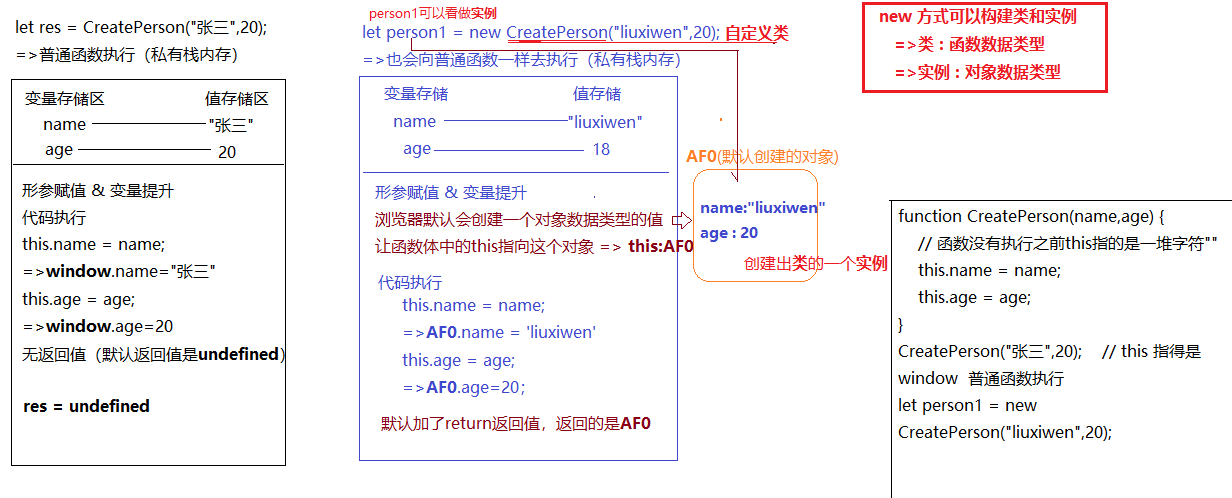 let res = CreatePerson("张三",20);
=>普通函数执行（私有栈内存）
变量存储区 值存储区
name "张三"
age 20
形参赋值 & 变量提升
代码执行
this.name = name;
=>window.name="张三"
this.age = age;
=>window.age=20
无返回值（默认返回值是undefined）
res = undefined
person1可以看做实例
let person1 = new CreatePerson("liuxiwen",20); 自定义类
=>也会向普通函数一样去执行（私有栈内存）
变量存储 值存储
name "liuxiwen"
age 18
形参赋值 & 变量提升
浏览器默认会创建一个对象数据类型的值
让函数体中的this指向这个对象 => this:AF0
代码执行
this.name = name;
=>AF0.name = 'liuxiwen'
this.age = age;
=>AF0.age=20;
默认加了return返回值，返回的是AF0
AF0(默认创建的对象)
name:"liuxiwen"
age : 20
创建出类的一个实例
new 方式可以构建类和实例
=>类：函数数据类型
=>实例：对象数据类型
function CreatePerson(name,age) {
// 函数没有执行之前this指的是一堆字符""
this.name = name;
this.age = age;
}
CreatePerson("张三",20); // this 指得是
window 普通函数执行
let person1 = new
CreatePerson("liuxiwen",20);